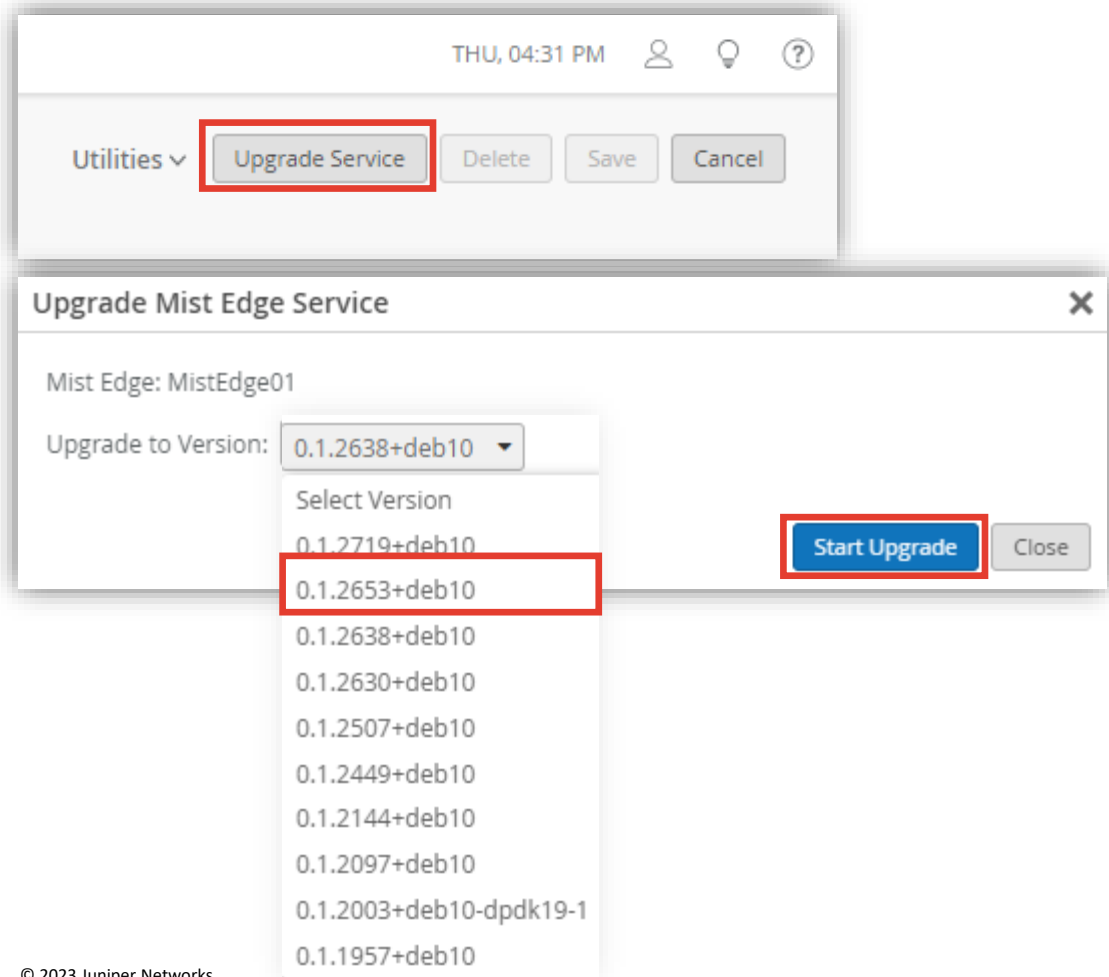 THU, 04:31 PM
Utilities Upgrade Service Delete Save Cancel
Upgrade Mist Edge Service
Mist Edge: MistEdge01
Upgrade to Version: 0.1.2638+deb10
Select Version
0.1.2719+deb10
Start Upgrade Close
0.1.2653+deb10
0.1.2638+deb10
0.1.2630+deb10
0.1.2507+deb10
0.1.2449+deb10
0.1.2144+deb10
0.1.2097+deb10
0.1.2003+deb10-dpdk19-1
0.1.1957+deb10
© 2023 Juniper Networks